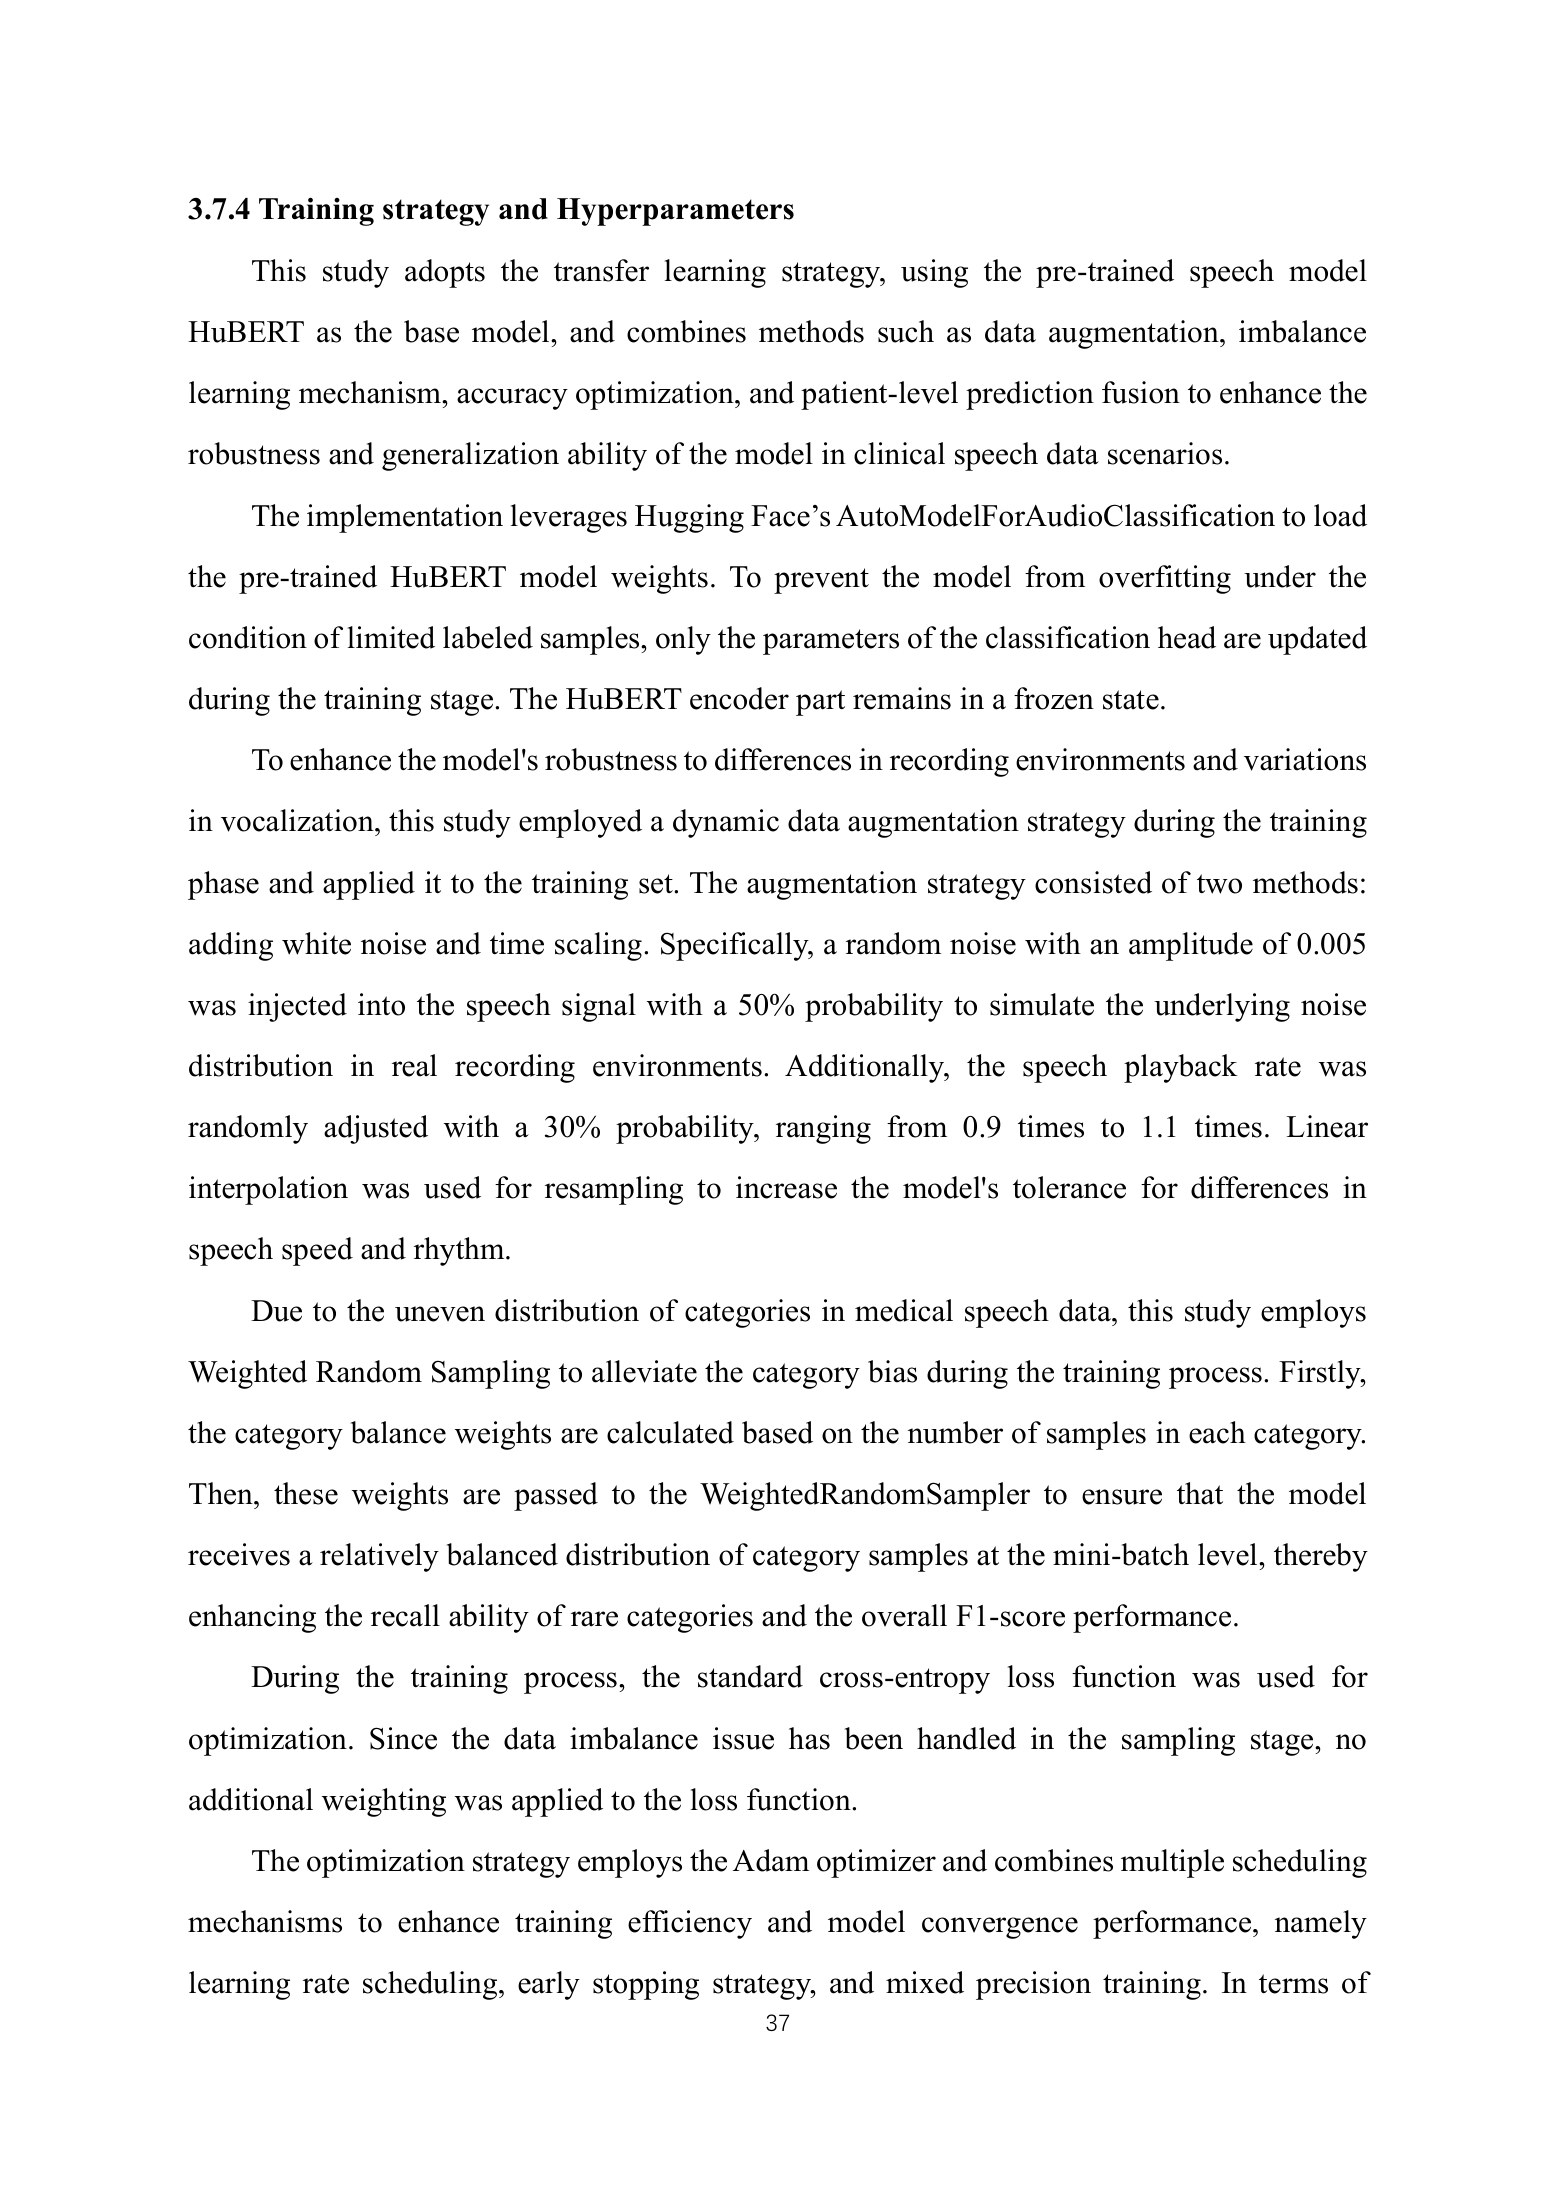 3.7.4 Training strategy and Hyperparameters
This study adopts the transfer learning strategy, using the pre-trained speech model
HuBERT as the base model, and combines methods such as data augmentation, imbalance
learning mechanism, accuracy optimization, and patient-level prediction fusion to enhance the
robustness and generalization ability of the model in clinical speech data scenarios.
The implementation leverages Hugging Face’s AutoModelForAudioClassification to load
the pre-trained HuBERT model weights. To prevent the model from overfitting under the
condition of limited labeled samples, only the parameters of the classification head are updated
during the training stage. The HuBERT encoder part remains in a frozen state.
To enhance the model's robustness to differences in recording environments and variations
in vocalization, this study employed a dynamic data augmentation strategy during the training
phase and applied it to the training set. The augmentation strategy consisted of two methods:
adding white noise and time scaling. Specifically, a random noise with an amplitude of 0.005
was injected into the speech signal with a 50% probability to simulate the underlying noise
distribution in real recording environments. Additionally, the speech playback rate was
randomly adjusted with a 30% probability, ranging from 0.9 times to 1.1 times. Linear
interpolation was used for resampling to increase the model's tolerance for differences in
speech speed and rhythm.
Due to the uneven distribution of categories in medical speech data, this study employs
Weighted Random Sampling to alleviate the category bias during the training process. Firstly,
the category balance weights are calculated based on the number of samples in each category.
Then, these weights are passed to the WeightedRandomSampler to ensure that the model
receives a relatively balanced distribution of category samples at the mini-batch level, thereby
enhancing the recall ability of rare categories and the overall F1-score performance.
During the training process, the standard cross-entropy loss function was used for
optimization. Since the data imbalance issue has been handled in the sampling stage, no
additional weighting was applied to the loss function.
The optimization strategy employs the Adam optimizer and combines multiple scheduling
mechanisms to enhance training efficiency and model convergence performance, namely
learning rate scheduling, early stopping strategy, and mixed precision training. In terms of
37